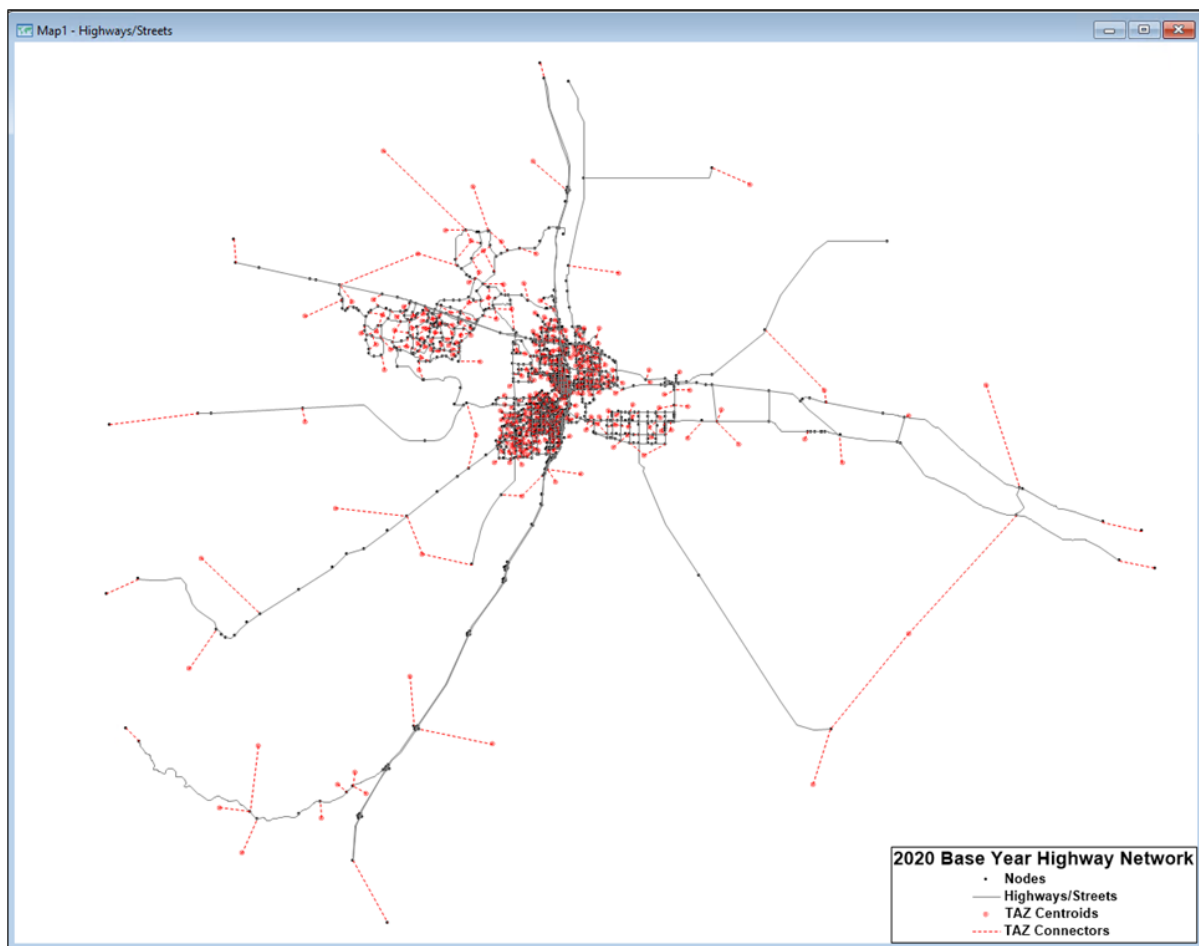 Map1 - Highways/Streets
2020 Base Year Highway Network
Nodes
Highways/Streets
TAZ Centroids
TAZ Connectors